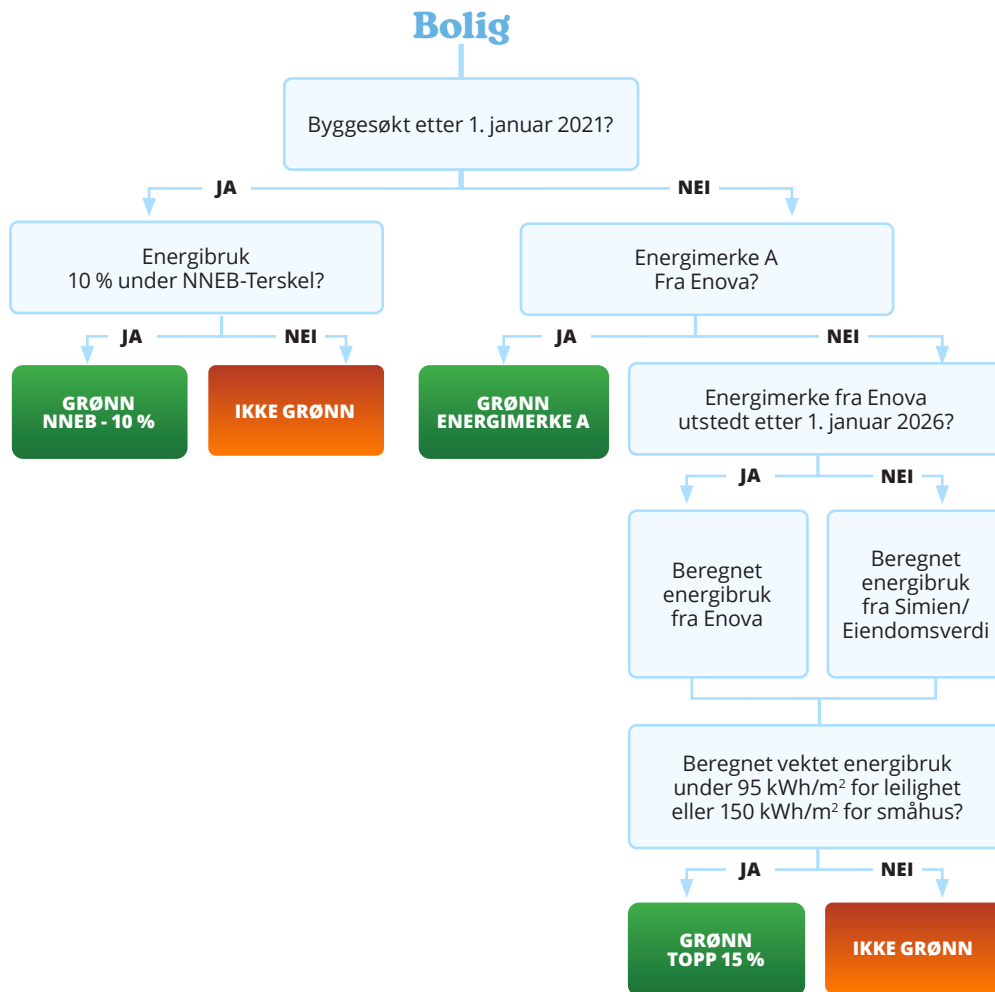 Bolig
Byggesøkt etter 1. januar 2021?
JA
NEI
Energibruk
10 % under NNEB-Terskel?
Energimerke A
Fra Enova?
JA
NEI
JA
NEI
GRØNN
NNEB - 10 %
IKKE GRØNN
GRØNN
ENERGIMERKE A
Energimerke fra Enova
utstedt etter 1. januar 2026?
JA
NEI
Beregnet
energibruk
fra Enova
Beregnet
energibruk
fra Simien/
Eiendomsverdi
Beregnet vektet energibruk
under 95 kWh/m² for leilighet
eller 150 kWh/m² for småhus?
JA
NEI
GRØNN
TOPP 15 %
IKKE GRØNN